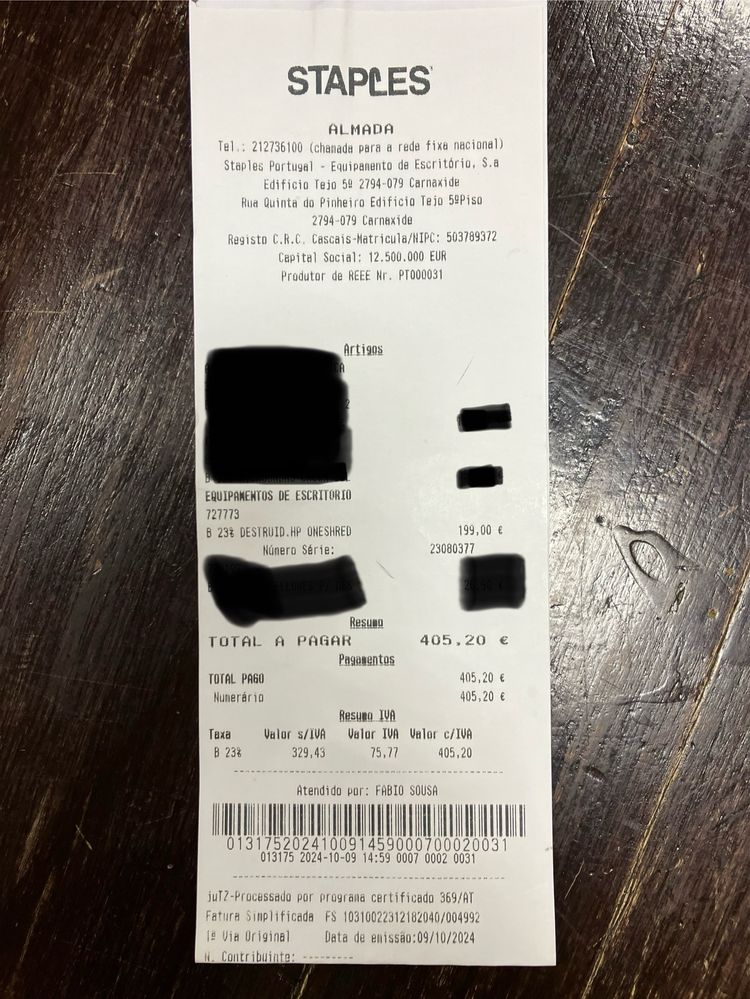 STAPLES
ALMADA
Tel.: 212736100 (chamada para a rede fixa nacional)
Staples Portugal - Equipamento de Escritório, S.a
Edificio Tejo 5º 2794-079 Carnaxide
Rua Quinta do Pinheiro Edificio Tejo 5ºPiso
2794-079 Carnaxide
Registo C.R.C. Cascais-Matricula/NIPC: 503789372
Capital Social: 12.500.000 EUR
Produtor de REEE Nr. PT000031
Artigos
EQUIPAMENTOS DE ESCRITORIO
727773
B 23% DESTRUID.HP ONESHRED 199,00 €
Número Série: 23080377
Resumo
TOTAL A PAGAR 405,20 €
Pagamentos
TOTAL PAGO 405,20 €
Numerário 405,20 €
Resumo IVA
Taxa Valor s/IVA Valor IVA Valor c/IVA
B 23% 329,43 75,77 405,20
Atendido por: FABIO SOUSA
013175202410091459000700020031
013175 2024-10-09 14:59 0007 0002 0031
juTZ-Processado por programa certificado 369/AT
Fatura Simplificada FS 10310022312182040/004992
1ª Via Original Data de emissão:09/10/2024
N. Contribuinte: ---------